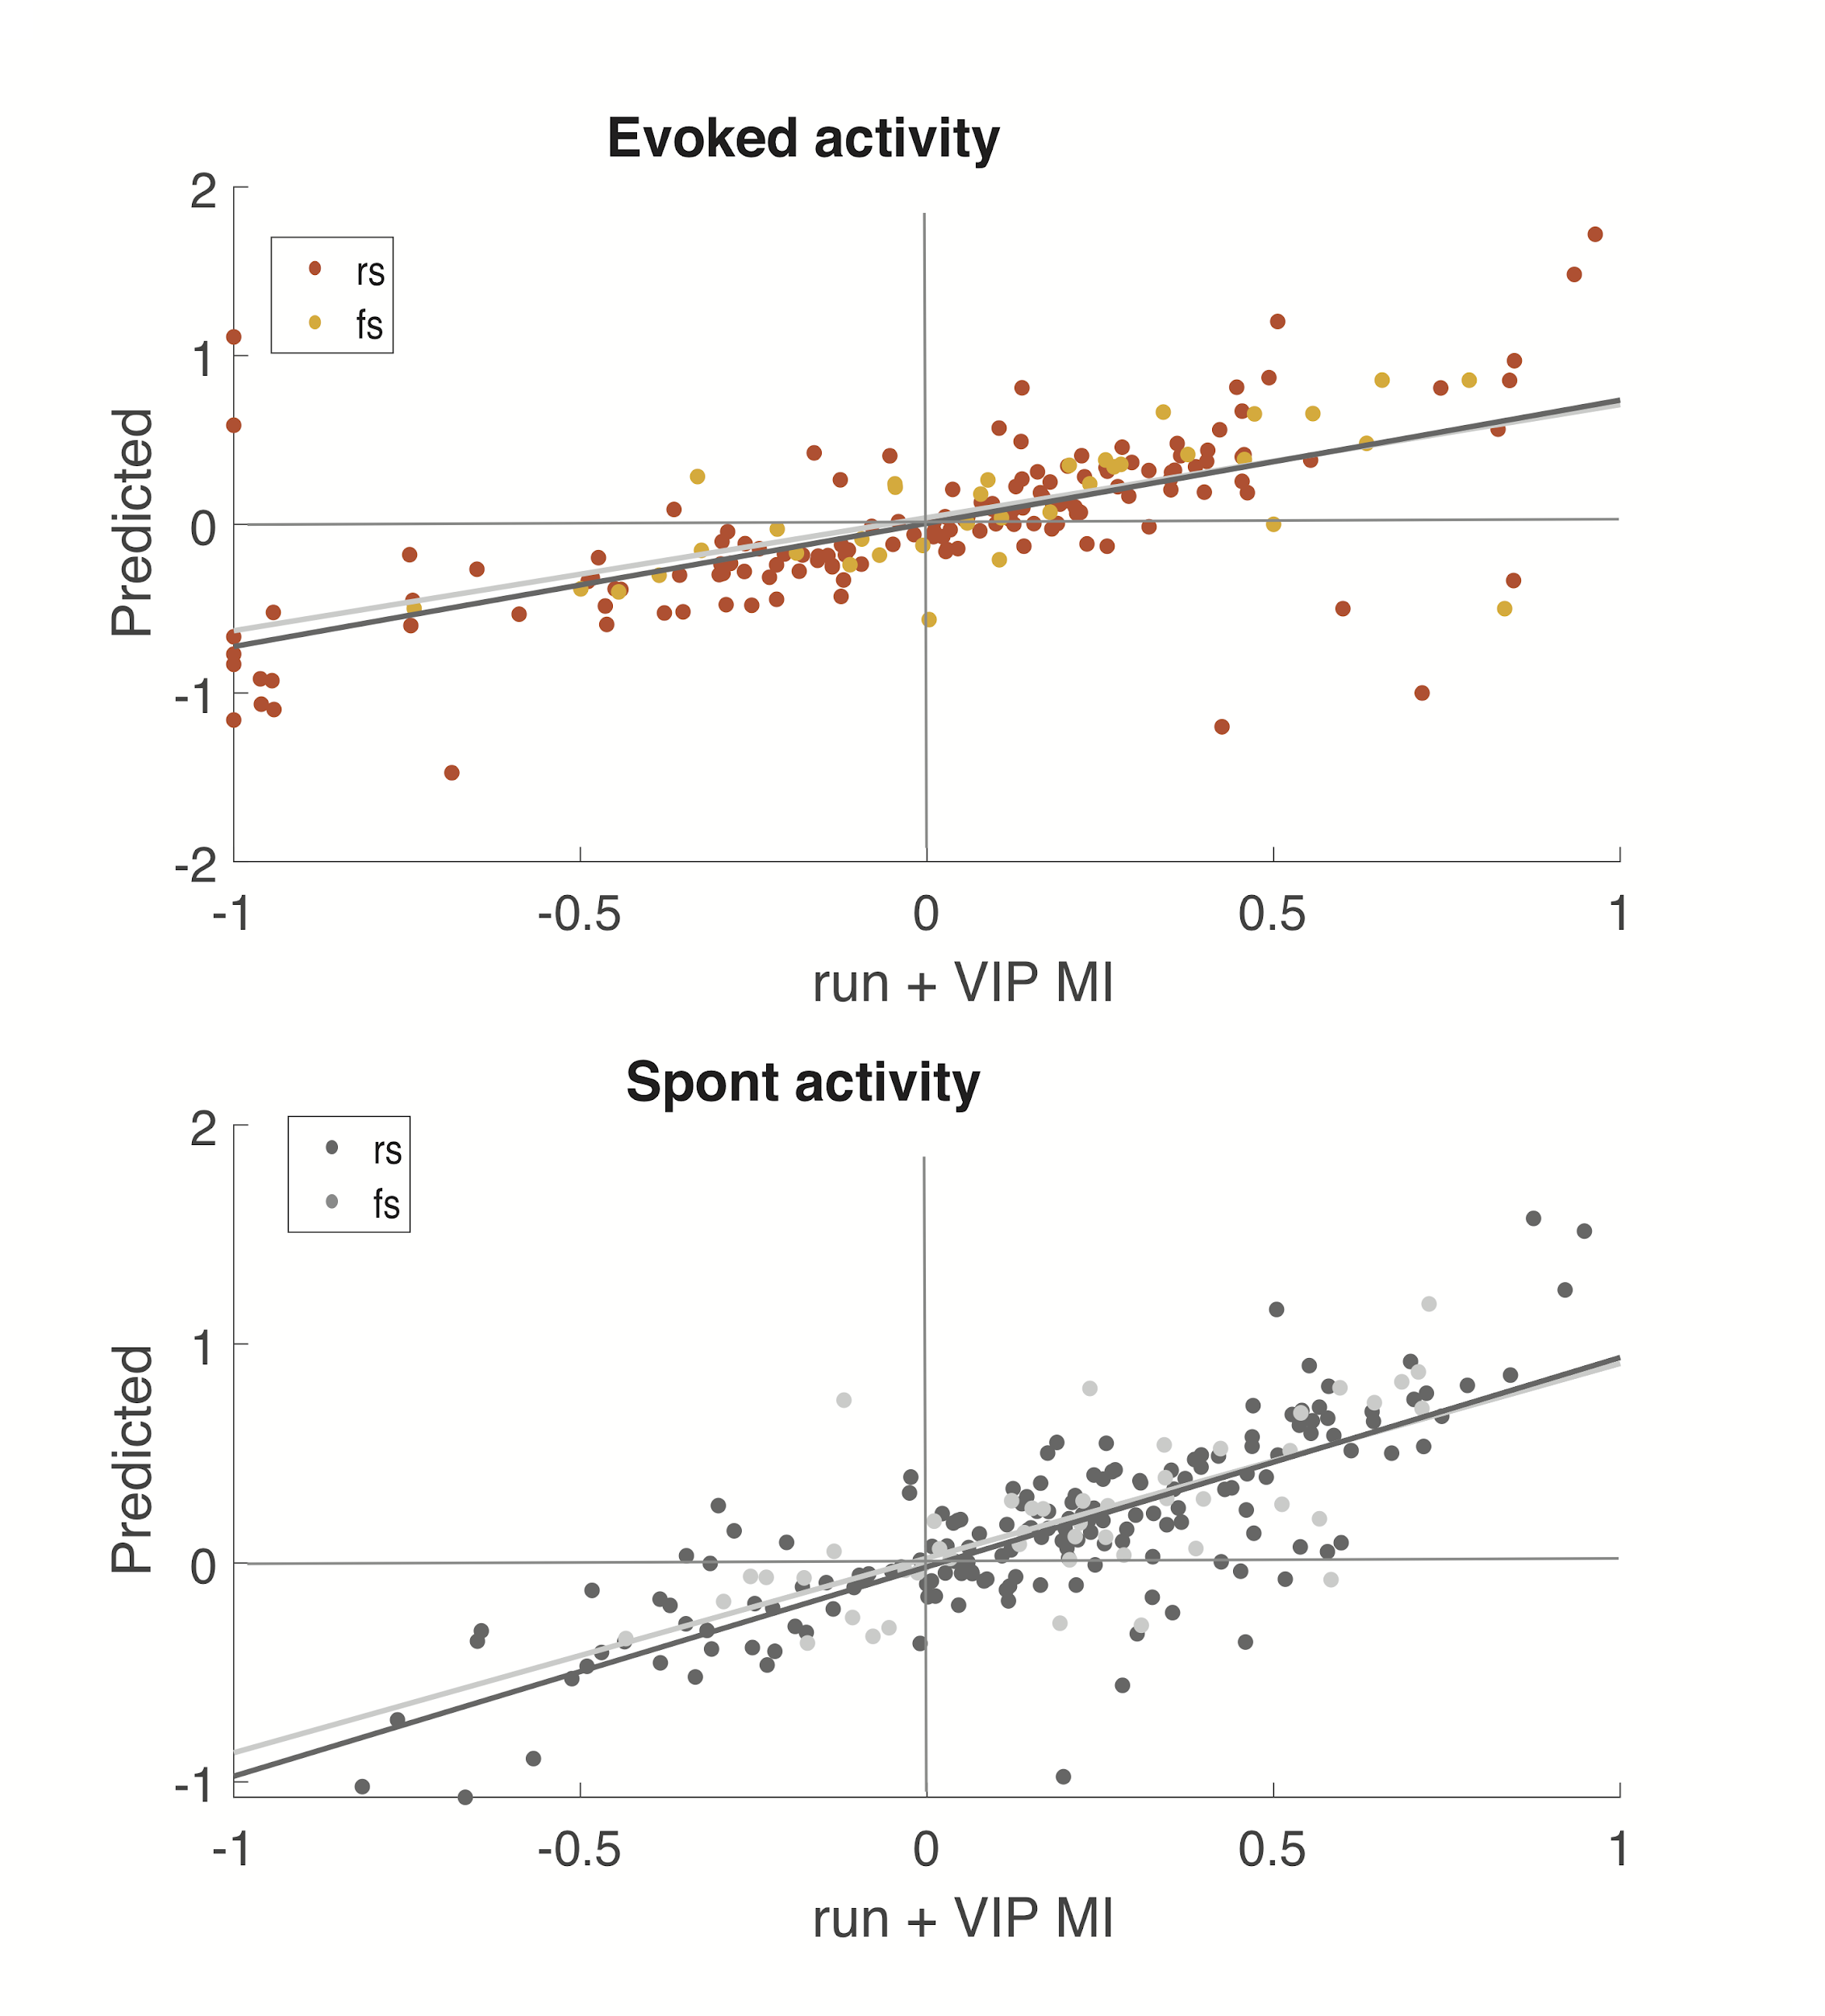 Evoked activity
2
rs
fs
1
0
-1
-2
Predicted
-1
-0.5
0
0.5
1
run + VIP MI
Spont activity
2
rs
fs
1
0
-1
Predicted
-1
-0.5
0
0.5
1
run + VIP MI